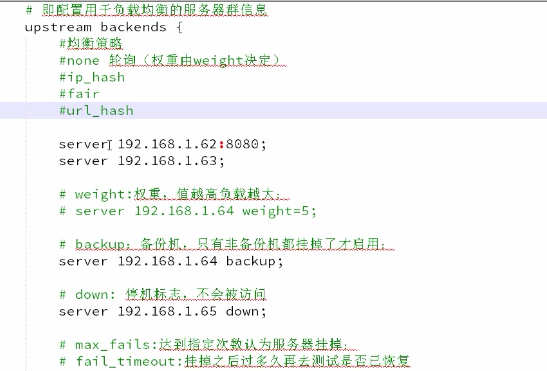 # 即配置用于负载均衡的服务器群信息
upstream backends {
#均衡策略
#none 轮询（权重由weight决定）
#ip_hash
#fair
#url_hash
server 192.168.1.62:8080;
server 192.168.1.63;
# weight:权重，值越高负载越大；
# server 192.168.1.64 weight=5;
# backup：备份机，只有非备份机都挂掉了才启用；
server 192.168.1.64 backup;
# down: 停机标志，不会被访问
server 192.168.1.65 down;
# max_fails:达到指定次数认为服务器挂掉；
# fail_timeout:挂掉之后过多久再去测试是否已恢复